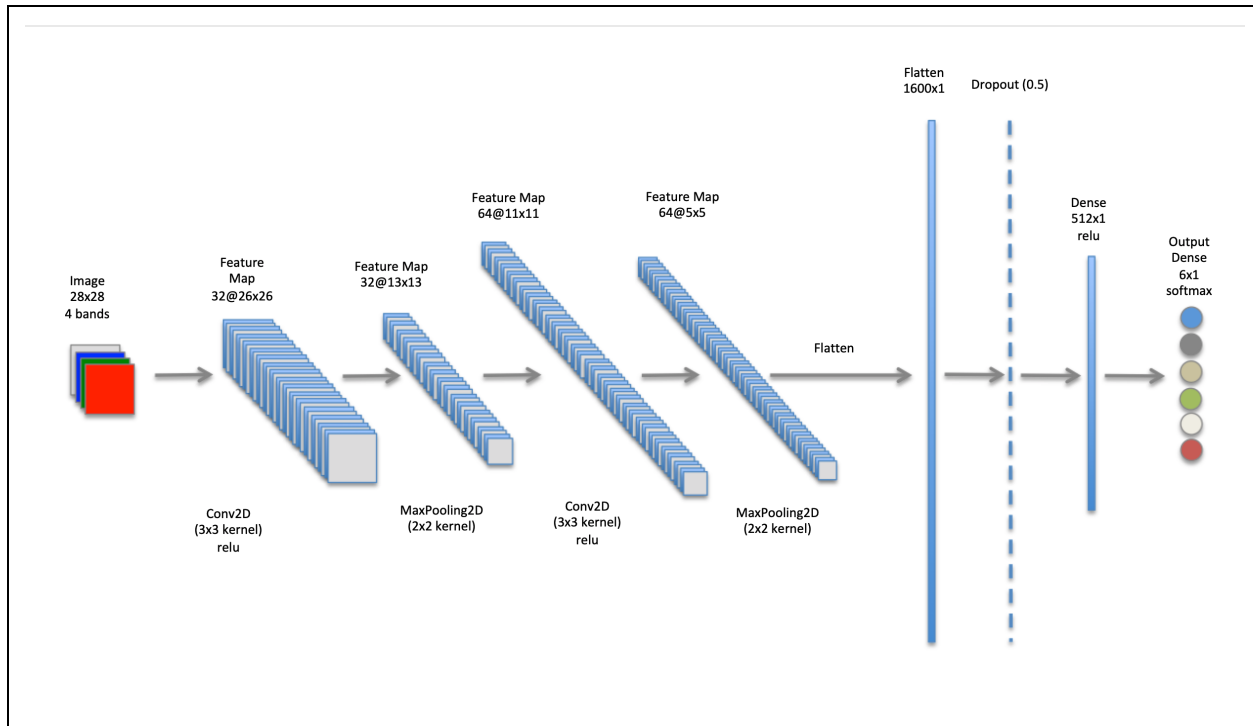 Image
28x28
4 bands
Feature
Map
32@26x26
Conv2D
(3x3 kernel)
relu
Feature Map
32@13x13
MaxPooling2D
(2x2 kernel)
Feature Map
64@11x11
Conv2D
(3x3 kernel)
relu
Feature Map
64@5x5
MaxPooling2D
(2x2 kernel)
Flatten
Flatten
1600x1
Dropout (0.5)
Dense
512x1
relu
Output
Dense
6x1
softmax